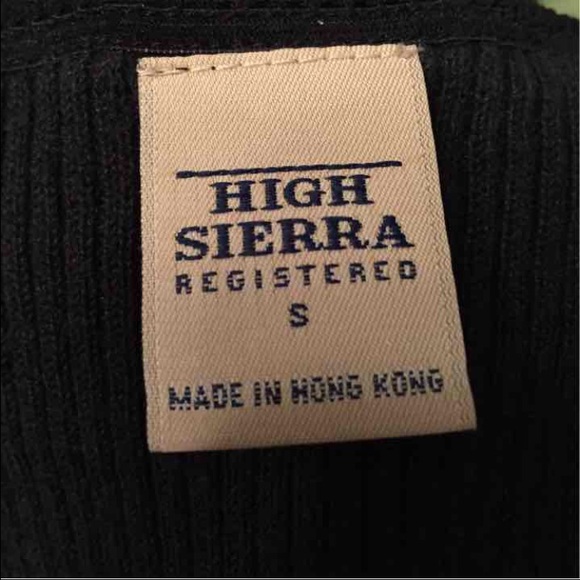 HIGH
SIERRA
REGISTERED
S
MADE IN HONG KONG